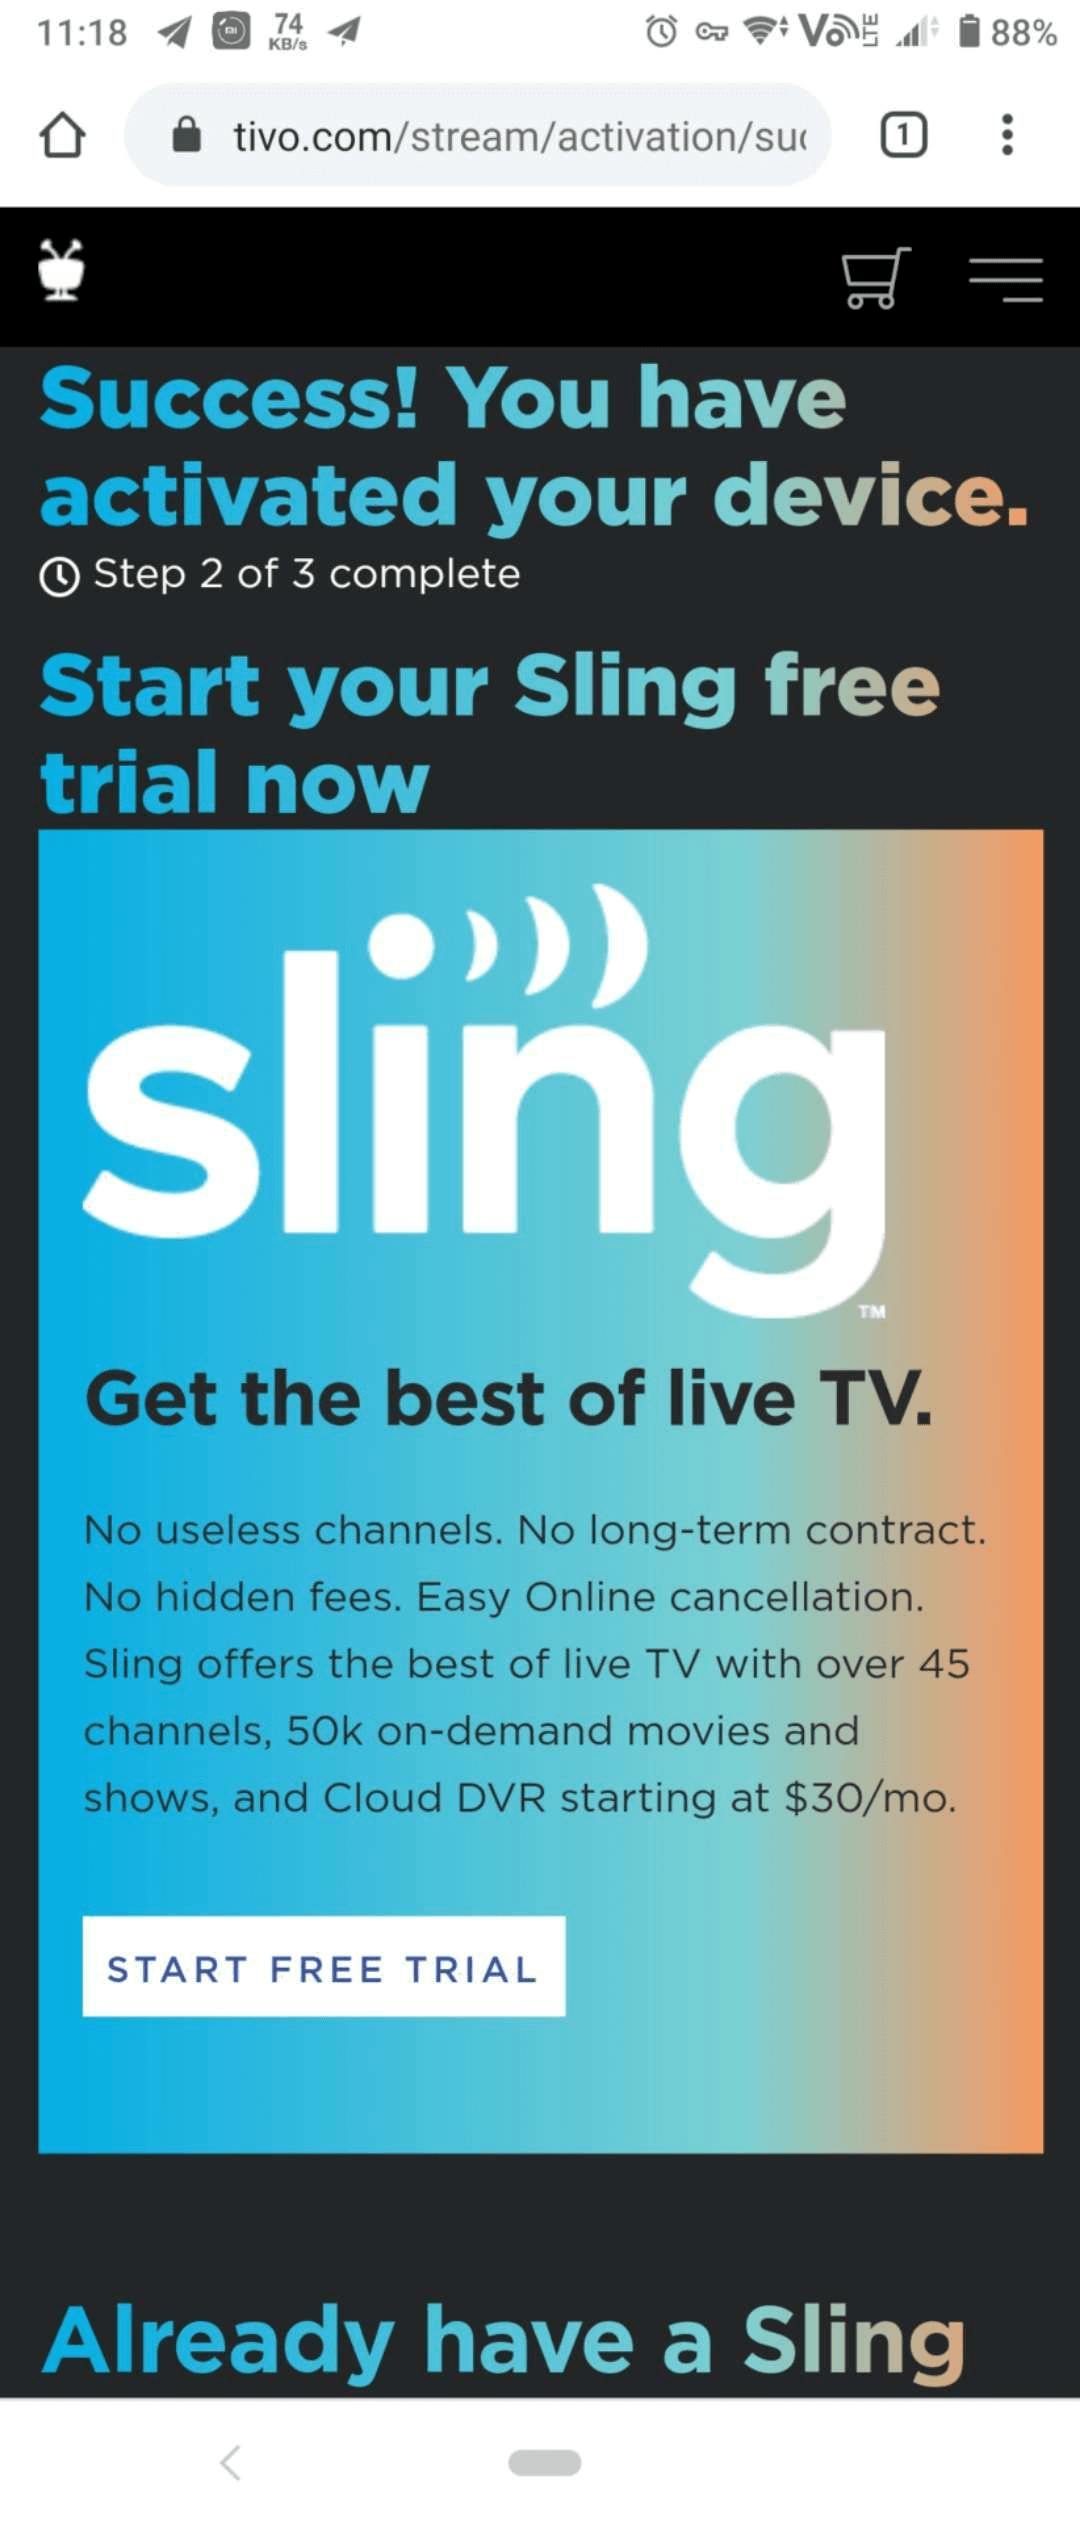 11:18 74 KB/s VoLTE 88%
tivo.com/stream/activation/suc
1
Success! You have
activated your device.
Step 2 of 3 complete
Start your Sling free
trial now
sling
TM
Get the best of live TV.
No useless channels. No long-term contract.
No hidden fees. Easy Online cancellation.
Sling offers the best of live TV with over 45
channels, 50k on-demand movies and
shows, and Cloud DVR starting at $30/mo.
START FREE TRIAL
Already have a Sling